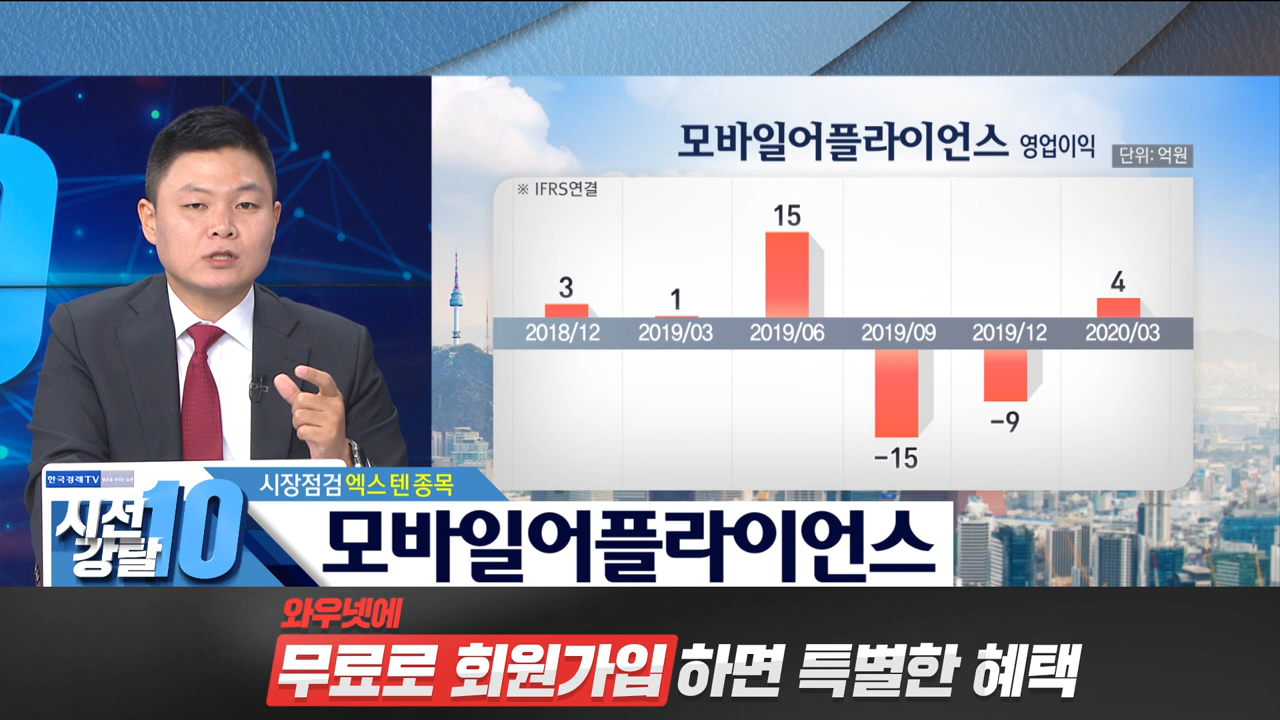 모바일어플라이언스 영업이익
단위: 억원
※ IFRS연결
3
1
15
4
2018/12 2019/03 2019/06 2019/09 2019/12 2020/03
-15
-9
한국경제TV
시장점검 엑스텐종목
시선강탈10
모바일어플라이언스
와우넷에
무료로 회원가입 하면 특별한 혜택